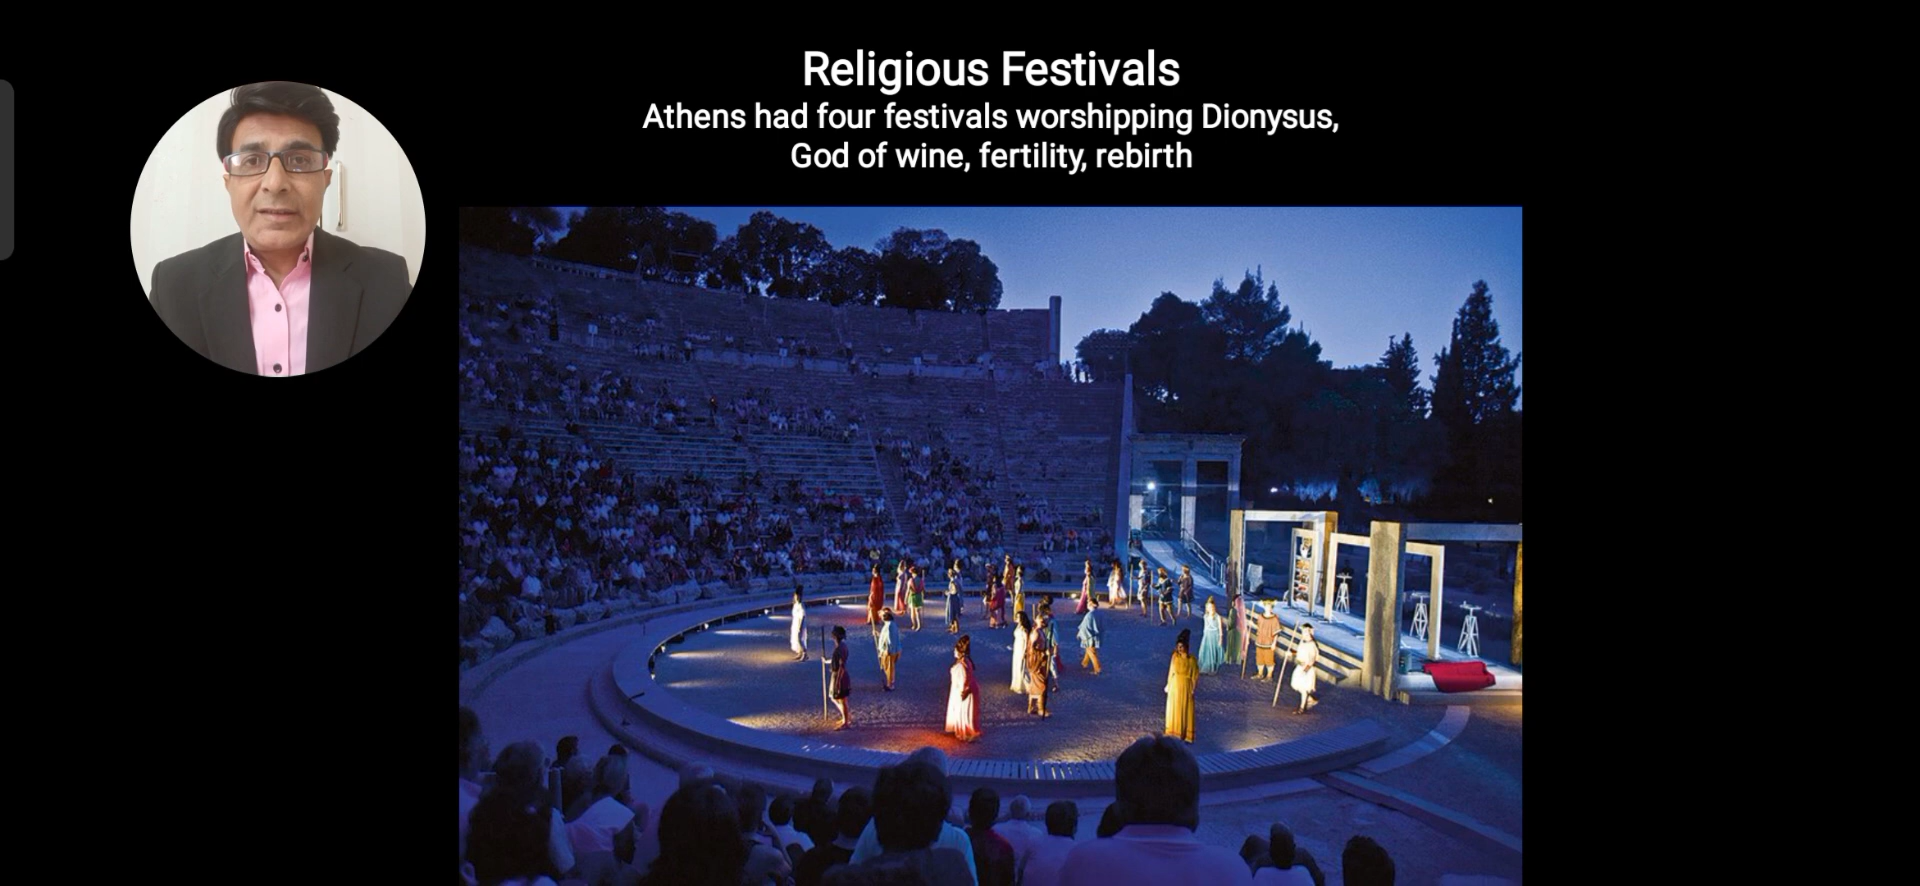 Religious Festivals
Athens had four festivals worshipping Dionysus,
God of wine, fertility, rebirth